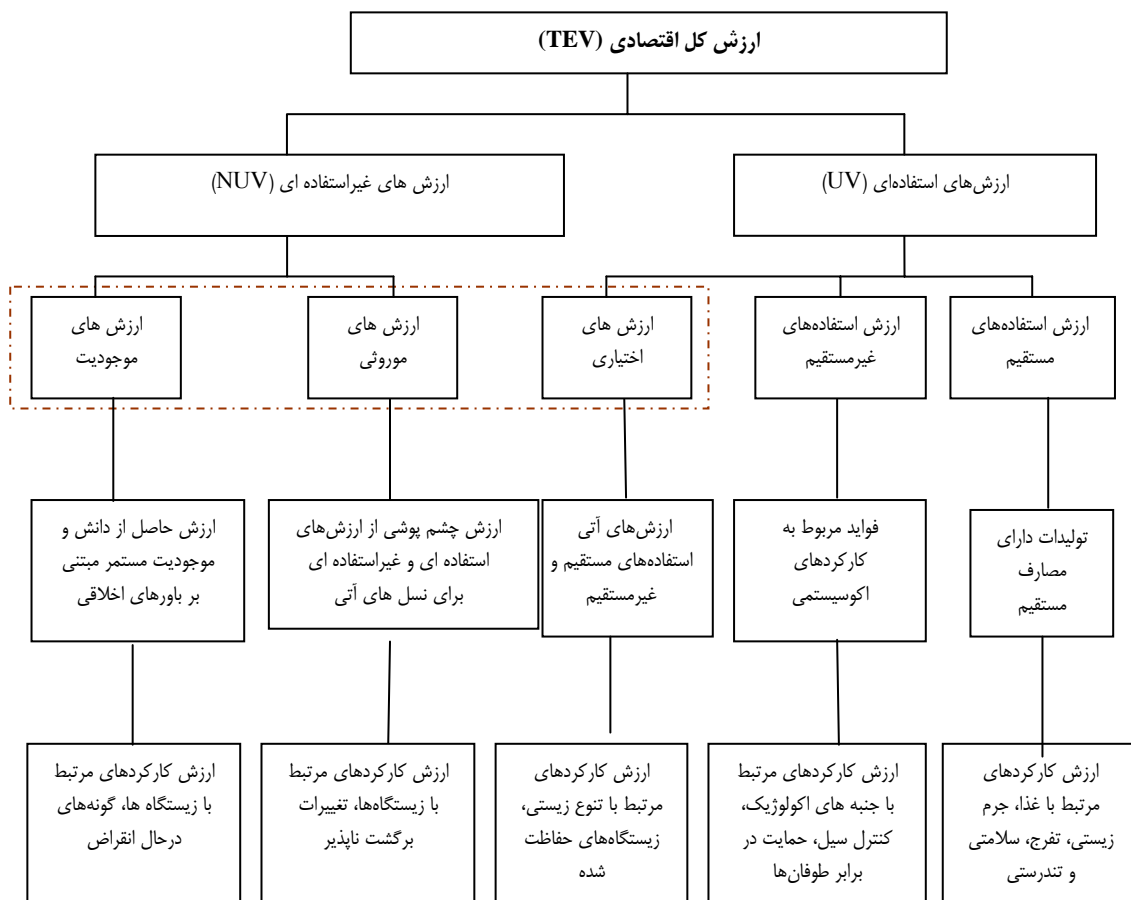 ارزش کل اقتصادی (TEV)
ارزش‌های استفاده‌ای (UV)
ارزش های غیراستفاده ای (NUV)
ارزش استفاده‌های
مستقیم
ارزش استفاده‌های
غیرمستقیم
ارزش های
اختیاری
ارزش های
موروثی
ارزش های
موجودیت
تولیدات دارای
مصارف
مستقیم
فواید مربوط به
کارکردهای
اکوسیستمی
ارزش‌های آتی
استفاده‌های مستقیم و
غیرمستقیم
ارزش چشم پوشی از ارزش‌های
استفاده ای و غیراستفاده ای
برای نسل های آتی
ارزش حاصل از دانش و
موجودیت مستمر مبتنی
بر باورهای اخلاقی
ارزش کارکردهای
مرتبط با غذا، جرم
زیستی، تفرج، سلامتی
و تندرستی
ارزش کارکردهای مرتبط
با جنبه های اکولوژیک،
کنترل سیل، حمایت در
برابر طوفان‌ها
ارزش کارکردهای
مرتبط با تنوع زیستی،
زیستگاه‌های حفاظت
شده
ارزش کارکردهای مرتبط
با زیستگاه‌ها، تغییرات
برگشت ناپذیر
ارزش کارکردهای مرتبط
با زیستگاه ها، گونه‌های
درحال انقراض